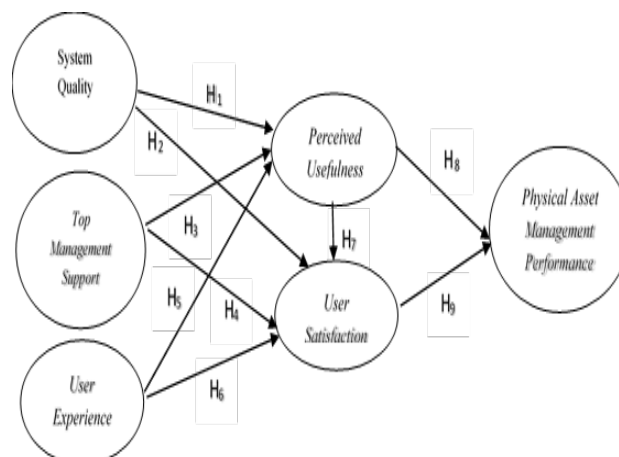 System
Quality
H₁
H₂
Perceived
Usefulness
H₈
Top
Management
Support
H₃
Physical Asset
Management
Performance
H₇
H₅
H₄
User
Satisfaction
H₉
User
Experience
H₆